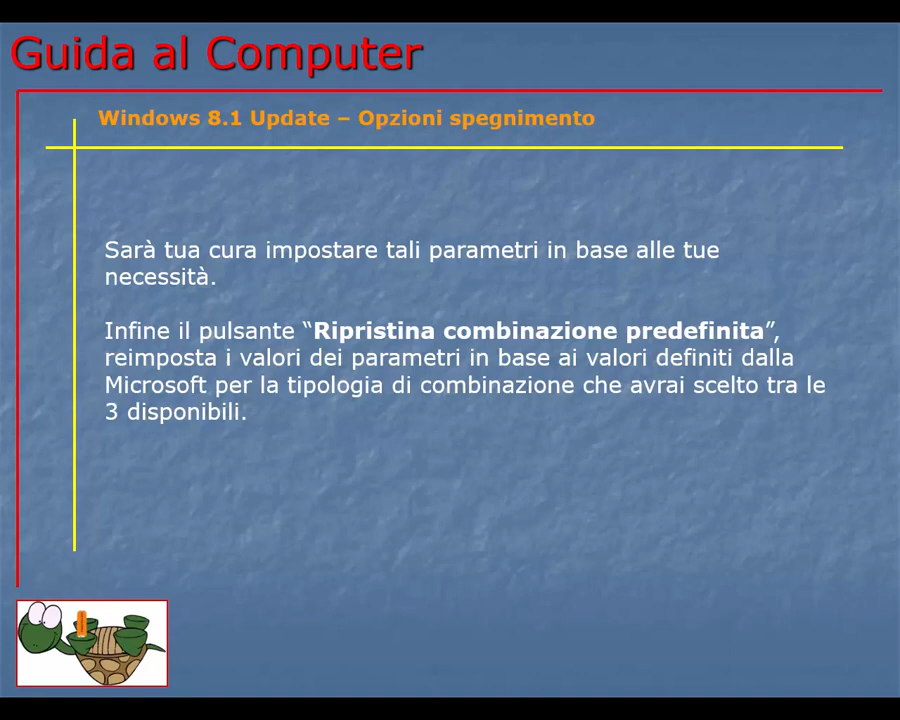 Guida al Computer
Windows 8.1 Update – Opzioni spegnimento
Sarà tua cura impostare tali parametri in base alle tue
necessità.
Infine il pulsante “Ripristina combinazione predefinita”,
reimposta i valori dei parametri in base ai valori definiti dalla
Microsoft per la tipologia di combinazione che avrai scelto tra le
3 disponibili.